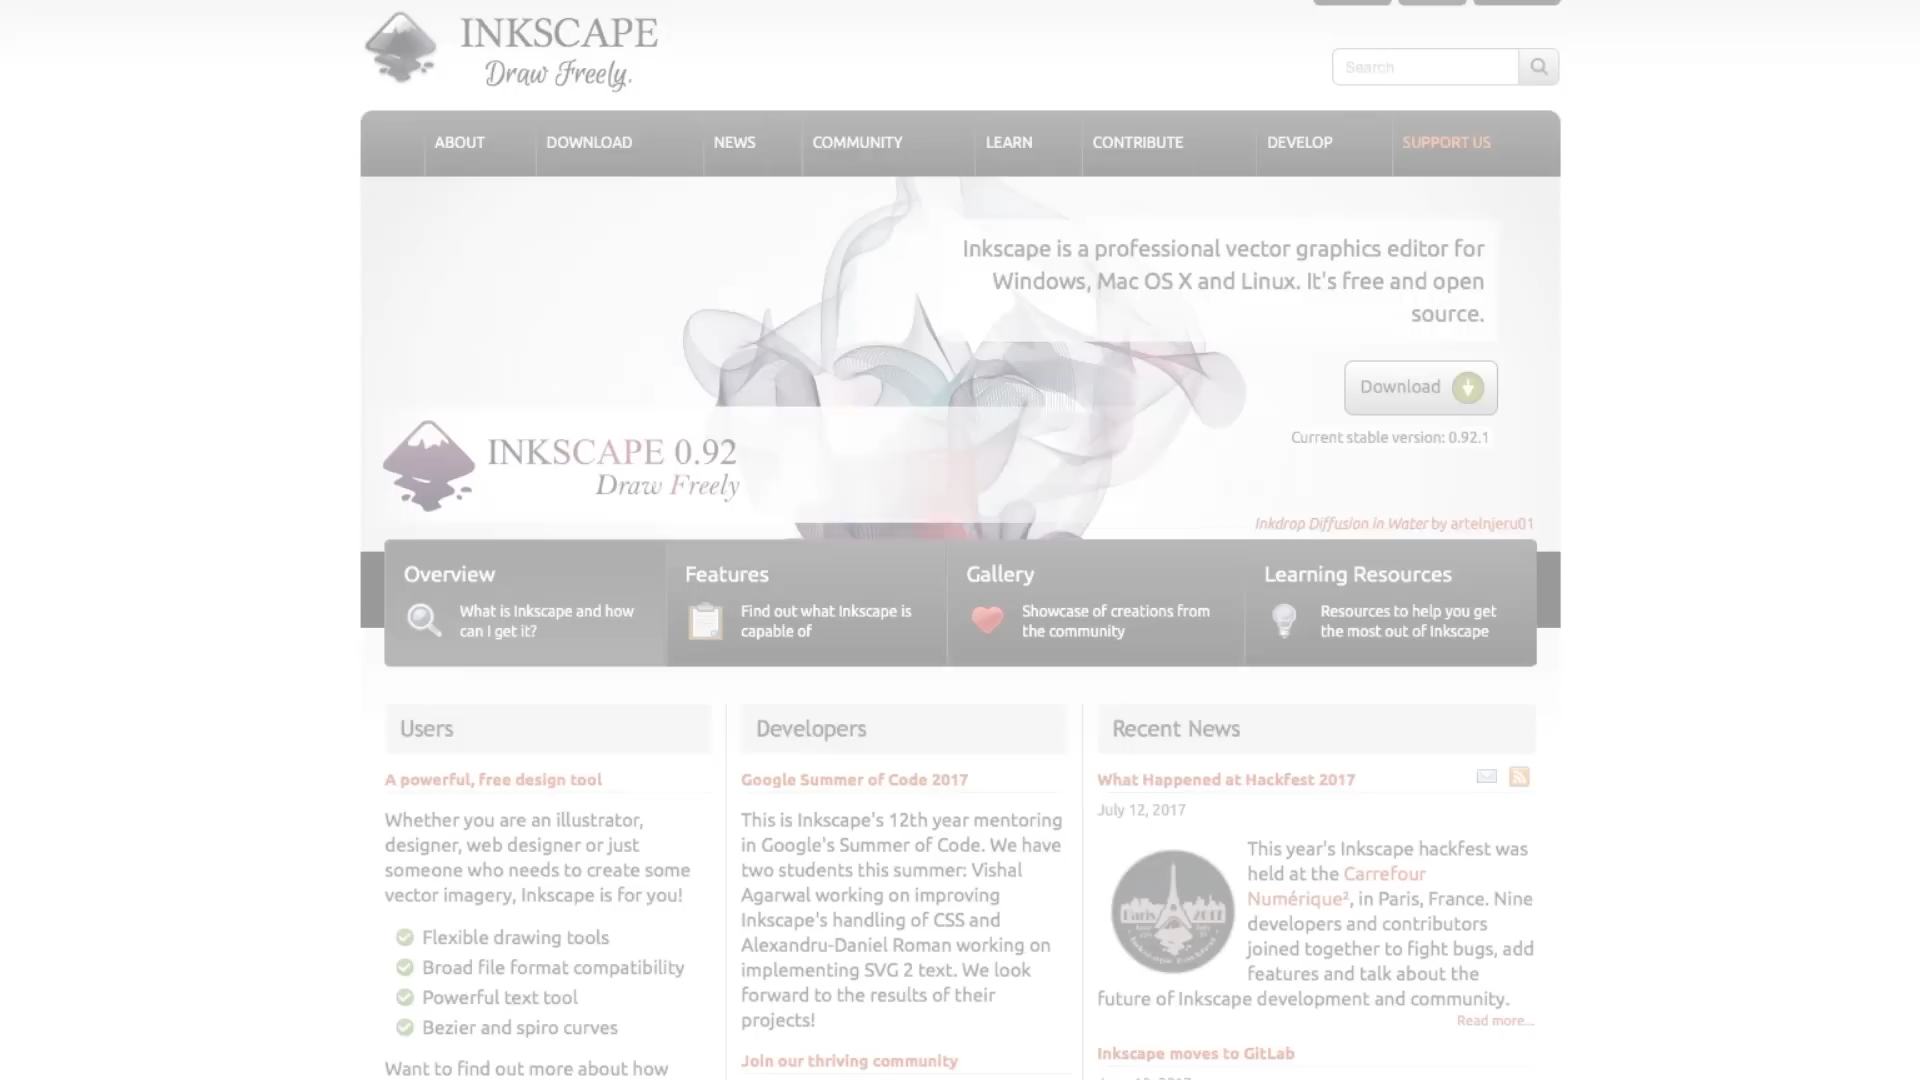 INKSCAPE
Draw Freely.
Search
ABOUT
DOWNLOAD
NEWS
COMMUNITY
LEARN
CONTRIBUTE
DEVELOP
SUPPORT US
Inkscape is a professional vector graphics editor for
Windows, Mac OS X and Linux. It's free and open
source.
Download
Current stable version: 0.92.1
INKSCAPE 0.92
Draw Freely
Inkdrop Diffusion in Water by artelnjeru01
Overview
What is Inkscape and how
can I get it?
Features
Find out what Inkscape is
capable of
Gallery
Showcase of creations from
the community
Learning Resources
Resources to help you get
the most out of Inkscape
Users
A powerful, free design tool
Whether you are an illustrator,
designer, web designer or just
someone who needs to create some
vector imagery, Inkscape is for you!
Flexible drawing tools
Broad file format compatibility
Powerful text tool
Bezier and spiro curves
Want to find out more about how
Developers
Google Summer of Code 2017
This is Inkscape's 12th year mentoring
in Google's Summer of Code. We have
two students this summer: Vishal
Agarwal working on improving
Inkscape's handling of CSS and
Alexandru-Daniel Roman working on
implementing SVG 2 text. We look
forward to the results of their
projects!
Join our thriving community
Recent News
What Happened at Hackfest 2017
July 12, 2017
Paris 2017
This year's Inkscape hackfest was
held at the Carrefour
Numérique², in Paris, France. Nine
developers and contributors
joined together to fight bugs, add
features and talk about the
future of Inkscape development and community.
Read more...
Inkscape moves to GitLab